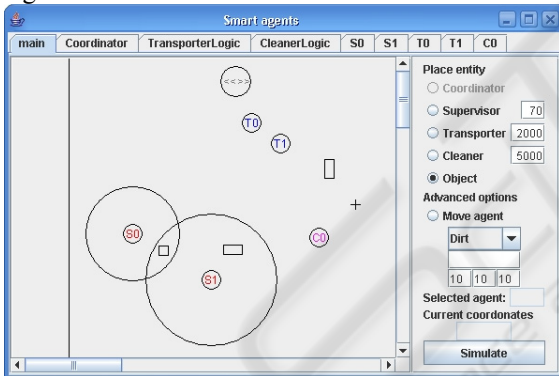 Smart agents
main Coordinator TransporterLogic CleanerLogic S0 S1 T0 T1 C0
<<>>
T0
T1
S0
C0
S1
Place entity
Coordinator
Supervisor 70
Transporter 2000
Cleaner 5000
Object
Advanced options
Move agent
Dirt
10 10 10
Selected agent:
Current coordonates
Simulate